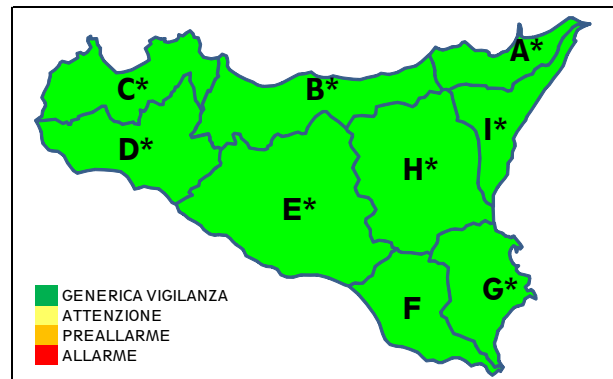 A*
B*
C*
I*
D*
H*
E*
G*
F
GENERICA VIGILANZA
ATTENZIONE
PREALLARME
ALLARME